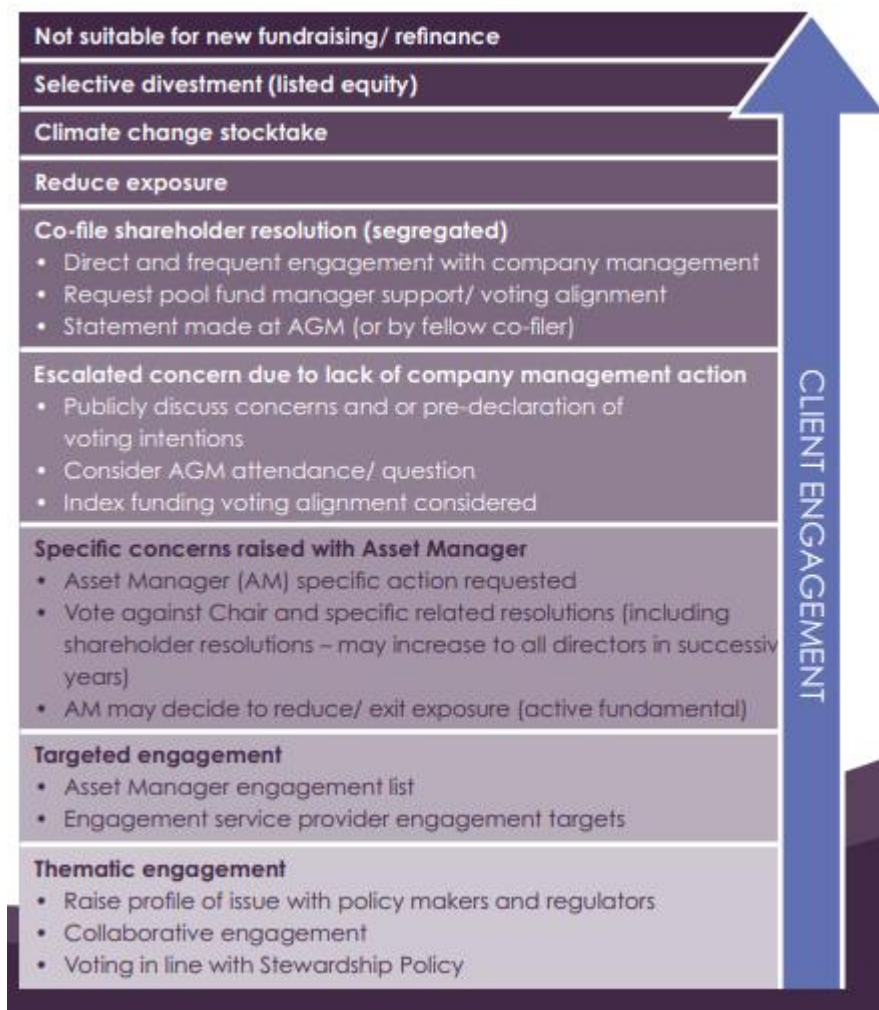 Not suitable for new fundraising/ refinance
Selective divestment (listed equity)
Climate change stocktake
Reduce exposure
Co-file shareholder resolution (segregated)
• Direct and frequent engagement with company management
• Request pool fund manager support/ voting alignment
• Statement made at AGM (or by fellow co-filer)
Escalated concern due to lack of company management action
• Publicly discuss concerns and or pre-declaration of
voting intentions
• Consider AGM attendance/ question
• Index funding voting alignment considered
Specific concerns raised with Asset Manager
• Asset Manager (AM) specific action requested
• Vote against Chair and specific related resolutions (including
shareholder resolutions – may increase to all directors in successiv
years)
• AM may decide to reduce/ exit exposure (active fundamental)
Targeted engagement
• Asset Manager engagement list
• Engagement service provider engagement targets
Thematic engagement
• Raise profile of issue with policy makers and regulators
• Collaborative engagement
• Voting in line with Stewardship Policy
CLIENT ENGAGEMENT